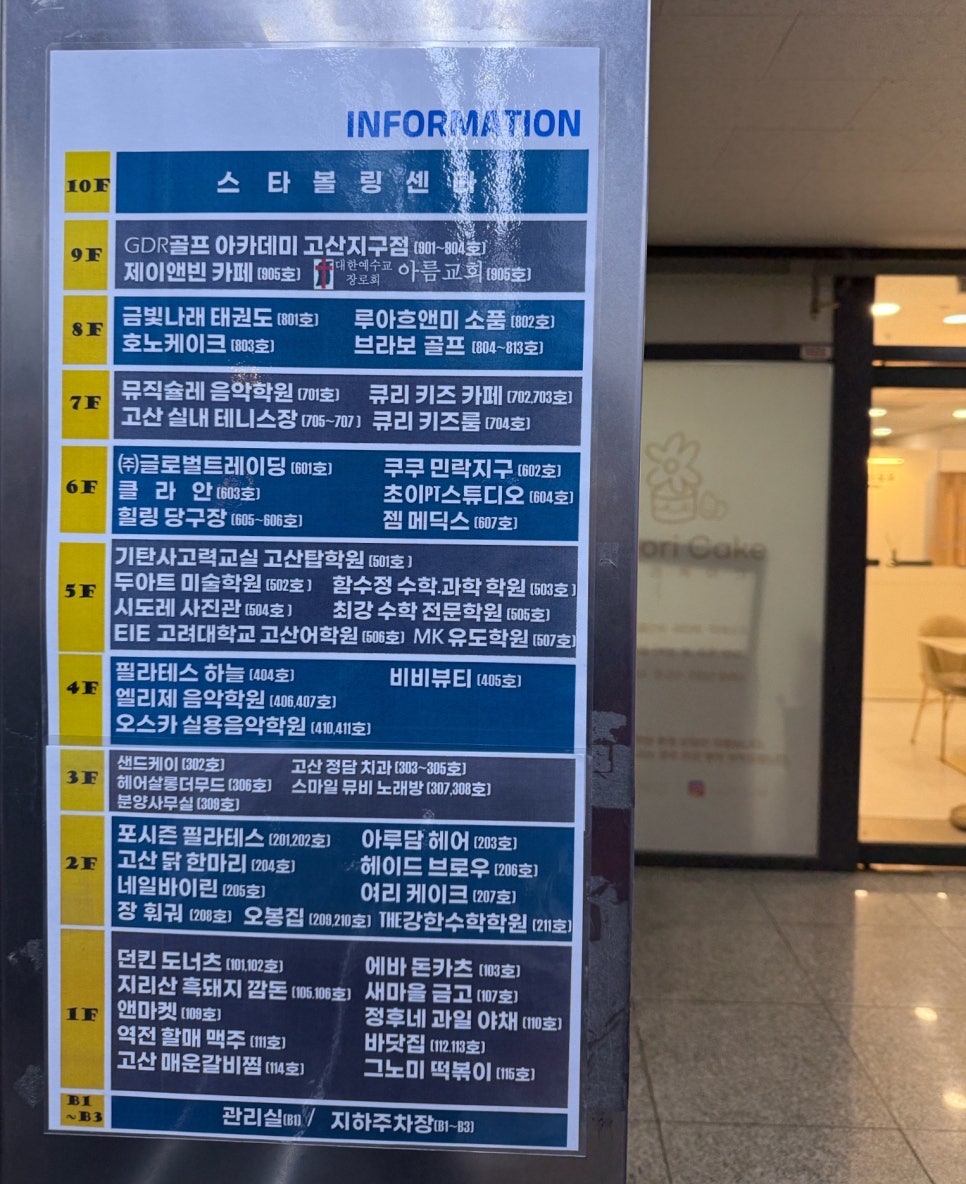 INFORMATION
10F 스 타 볼 링 센 타
9F GDR골프 아카데미 고산지구점 (901~804호)
제이앤빈 카페 (905호) 대한예수교 장로회 아름교회 (905호)
8F 금빛나래 태권도 (801호) 루아흐앤미 소품 (802호)
호노케이크 (803호) 브라보 골프 (804~813호)
7F 뮤직슐레 음악학원 (701호) 큐리 키즈 카페 (702,703호)
고산 실내 테니스장 (705~707 ) 큐리 키즈룸 (704호)
6F ㈜글로벌트레이딩 (601호) 쿠쿠 민락지구 (602호)
클 라 안 (603호) 초이PT스튜디오 (604호)
힐링 당구장 (605~606호) 젬 메딕스 (607호)
5F 기탄사고력교실 고산탑학원 (501호 )
두아트 미술학원 (502호 ) 함수정 수학.과학 학원 (503호 )
시도레 사진관 (504호 ) 최강 수학 전문학원 (505호)
EIE 고려대학교 고산어학원 (506호) MK 유도학원 (507호)
4F 필라테스 하늘 (404호) 비비뷰티 (405호)
엘리제 음악학원 (406,407호)
오스카 실용음악학원 (410,411호)
3F 샌드케이 (302호) 고산 정담 치과 (303~305호)
헤어살롱더무드 (306호) 스마일 뮤비 노래방 (307,308호)
분양사무실 (309호)
2F 포시즌 필라테스 (201,202호) 아루담 헤어 (203호)
고산 닭 한마리 (204호) 헤이드 브로우 (206호)
네일바이린 (205호) 여리 케이크 (207호)
장 훠궈 (208호) 오봉집 (209,210호) THE강한수학학원 (211호)
1F 던킨 도너츠 (101,102호) 에바 돈카츠 (103호)
지리산 흑돼지 깜돈 (105.106호) 새마을 금고 (107호)
앤마켓 (109호) 정후네 과일 야채 (110호)
역전 할매 맥주 (111호) 바닷집 (112.113호)
고산 매운갈비찜 (114호) 그노미 떡볶이 (115호)
B1 ~B3 관리실(B1) / 지하주차장(B1~B3)
ori Cake